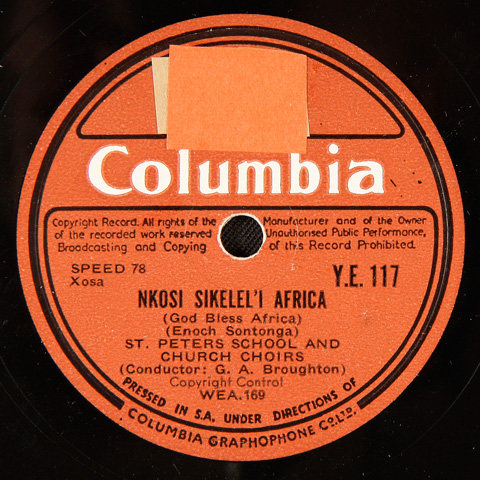 Columbia
Copyright Record. All rights of the Manufacturer and of the Owner
of the recorded work reserved Unauthorised Public Performance,
Broadcasting and Copying of this Record Prohibited.
SPEED 78
Xosa
Y.E. 117
NKOSI SIKELEL'I AFRICA
(God Bless Africa)
(Enoch Sontonga)
ST. PETERS SCHOOL AND
CHURCH CHOIRS
(Conductor: G. A. Broughton)
Copyright Control
WEA.169
PRESSED IN S.A. UNDER DIRECTIONS OF
COLUMBIA GRAPHOPHONE CO. LTD.